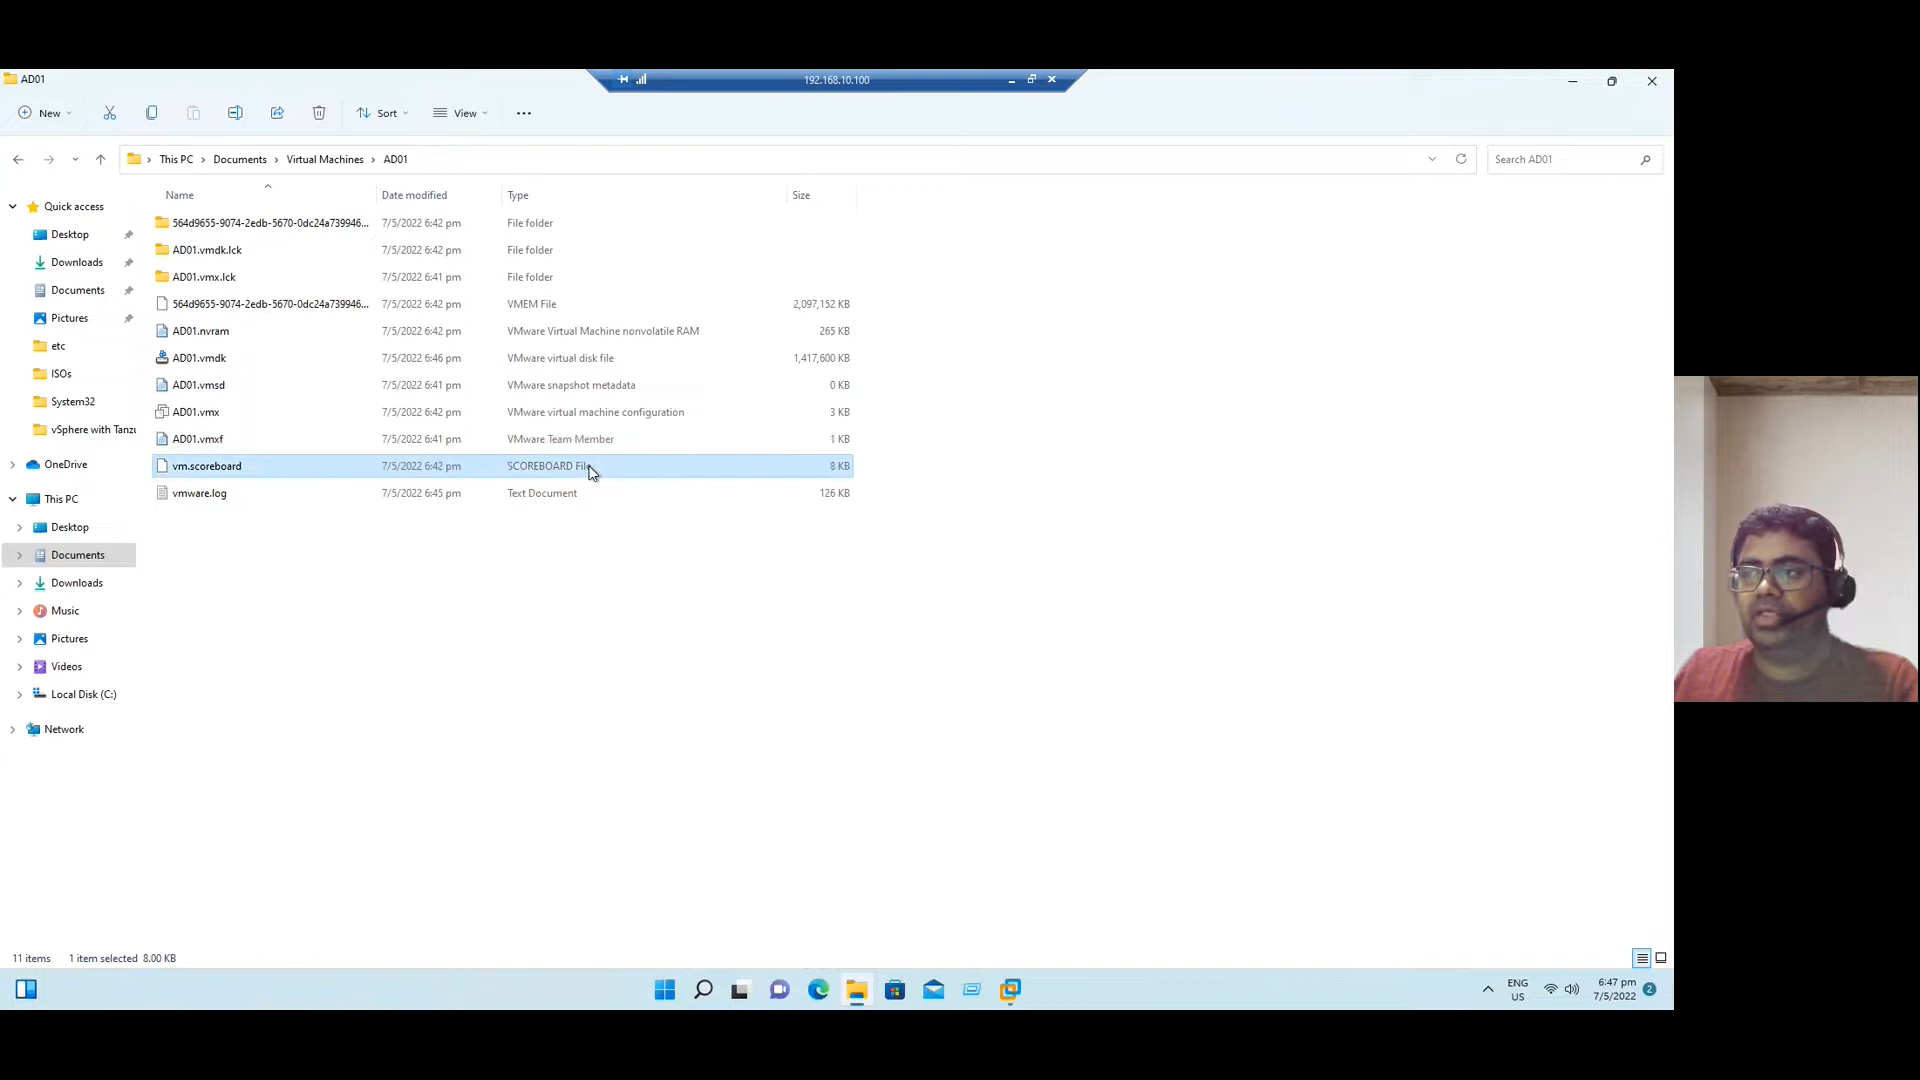 AD01
192.168.10.100
New
Sort
View
This PC
Documents
Virtual Machines
AD01
Search AD01
Name
Date modified
Type
Size
Quick access
Desktop
Downloads
Documents
Pictures
etc
ISOs
System32
vSphere with Tanzu
OneDrive
This PC
Desktop
Documents
Downloads
Music
Pictures
Videos
Local Disk (C:)
Network
564d9655-9074-2edb-5670-0dc24a739946... 7/5/2022 6:42 pm File folder
AD01.vmdk.lck 7/5/2022 6:42 pm File folder
AD01.vmx.lck 7/5/2022 6:41 pm File folder
564d9655-9074-2edb-5670-0dc24a739946... 7/5/2022 6:42 pm VMEM File 2,097,152 KB
AD01.nvram 7/5/2022 6:42 pm VMware Virtual Machine nonvolatile RAM 265 KB
AD01.vmdk 7/5/2022 6:46 pm VMware virtual disk file 1,417,600 KB
AD01.vmsd 7/5/2022 6:41 pm VMware snapshot metadata 0 KB
AD01.vmx 7/5/2022 6:42 pm VMware virtual machine configuration 3 KB
AD01.vmxf 7/5/2022 6:41 pm VMware Team Member 1 KB
vm.scoreboard 7/5/2022 6:42 pm SCOREBOARD File 8 KB
vmware.log 7/5/2022 6:45 pm Text Document 126 KB
11 items 1 item selected 8.00 KB
ENG
US
6:47 pm
7/5/2022
2